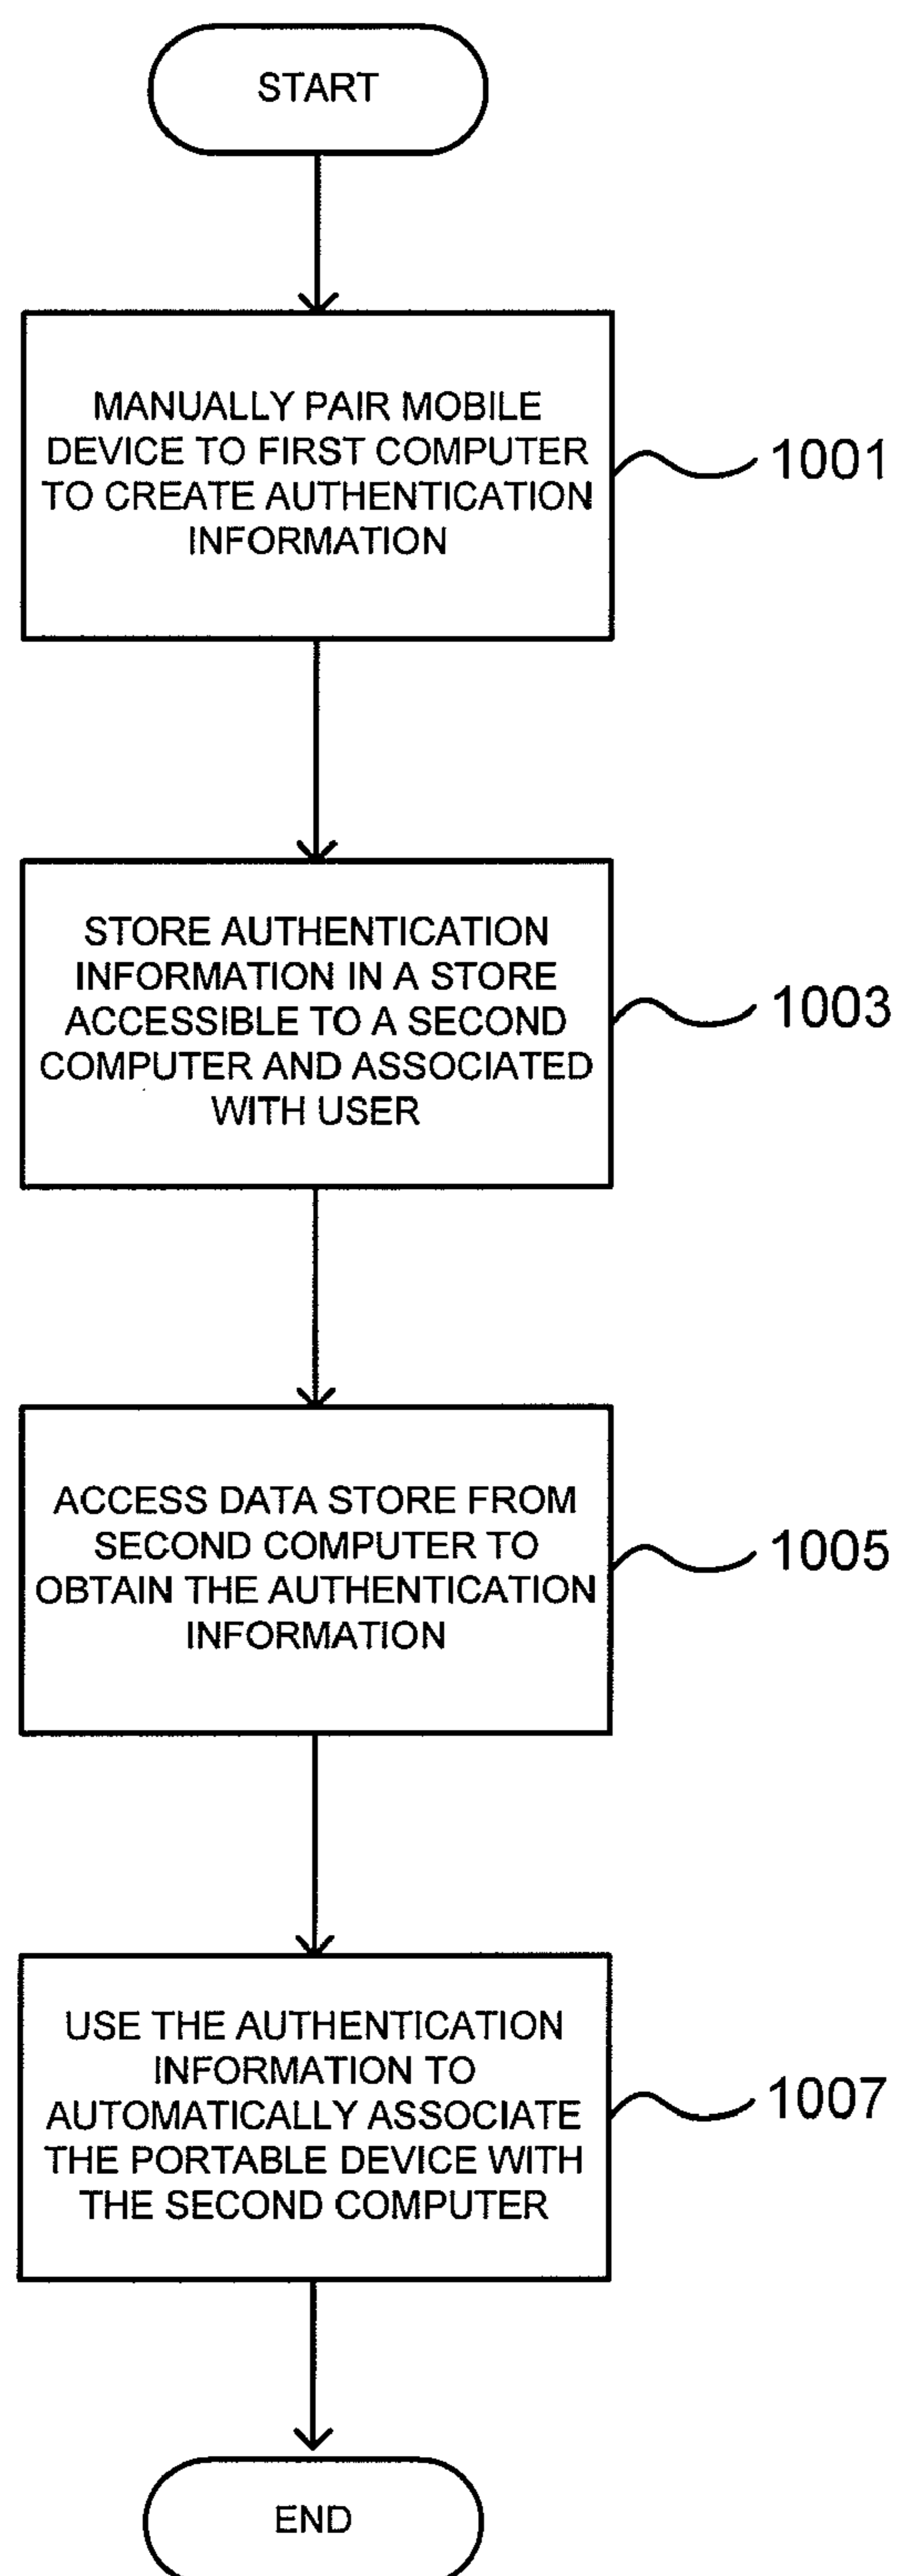 START
MANUALLY PAIR MOBILE
DEVICE TO FIRST COMPUTER
TO CREATE AUTHENTICATION
INFORMATION
1001
STORE AUTHENTICATION
INFORMATION IN A STORE
ACCESSIBLE TO A SECOND
COMPUTER AND ASSOCIATED
WITH USER
1003
ACCESS DATA STORE FROM
SECOND COMPUTER TO
OBTAIN THE AUTHENTICATION
INFORMATION
1005
USE THE AUTHENTICATION
INFORMATION TO
AUTOMATICALLY ASSOCIATE
THE PORTABLE DEVICE WITH
THE SECOND COMPUTER
1007
END